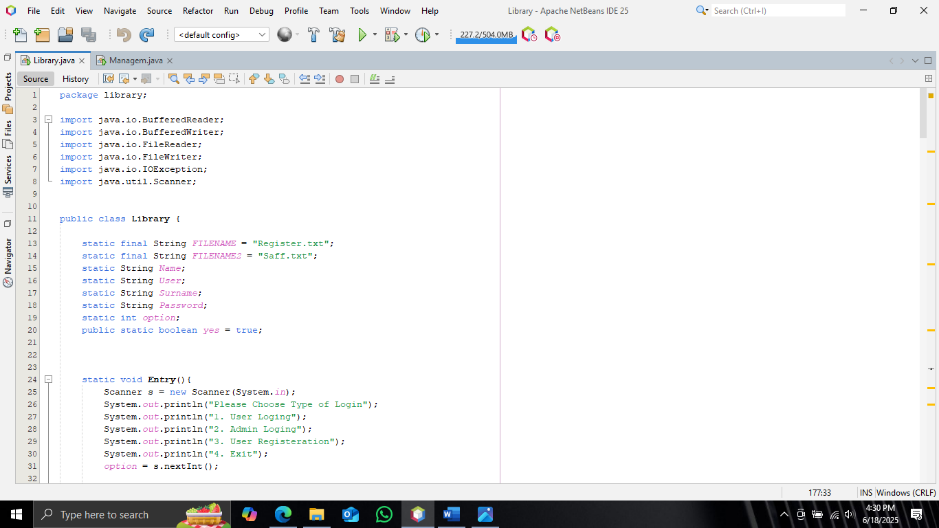 File Edit View Navigate Source Refactor Run Debug Profile Team Tools Window Help
Library - Apache NetBeans IDE 25
Search (Ctrl+I)
<default config>
227.2/504.0MB
Library.java
Managem.java
Source
History
Projects
Files
Services
Navigator
1 package library;
2
3 import java.io.BufferedReader;
4 import java.io.BufferedWriter;
5 import java.io.FileReader;
6 import java.io.FileWriter;
7 import java.io.IOException;
8 import java.util.Scanner;
9
10
11 public class Library {
12
13 static final String FILENAME = "Register.txt";
14 static final String FILENAMES = "Saff.txt";
15 static String Name;
16 static String User;
17 static String Surname;
18 static String Password;
19 static int option;
20 public static boolean yes = true;
21
22
23
24 static void Entry(){
25 Scanner s = new Scanner(System.in);
26 System.out.println("Please Choose Type of Login");
27 System.out.println("1. User Loging");
28 System.out.println("2. Admin Loging");
29 System.out.println("3. User Registeration");
30 System.out.println("4. Exit");
31 option = s.nextInt();
32
177:33
INS
Windows (CRLF)
Type here to search
4:30 PM
6/18/2025